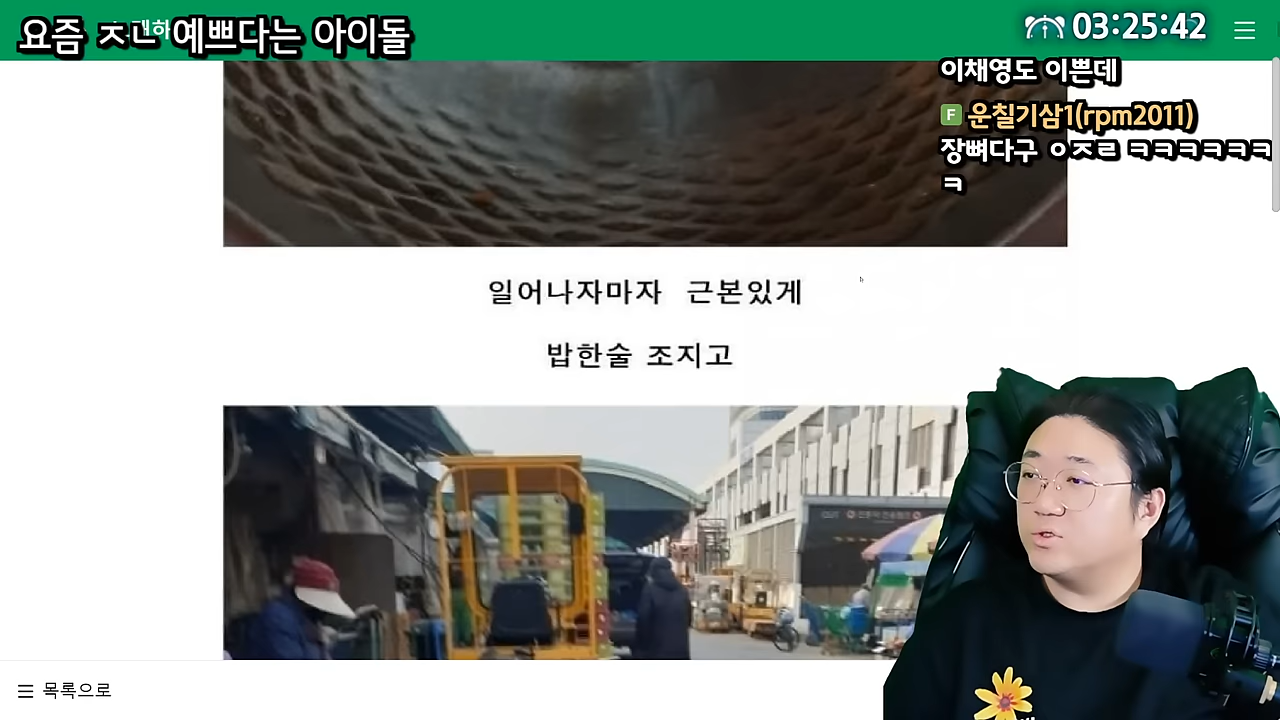 요즘 ㅈㄴ 예쁘다는 아이돌
03:25:42
이채영도 이쁜데
F 운칠기삼1(rpm2011)
장뼈다구 ㅇㅈㄹ ㅋㅋㅋㅋㅋㅋ
ㅋ
일어나자마자 근본있게
밥한술 조지고
목록으로